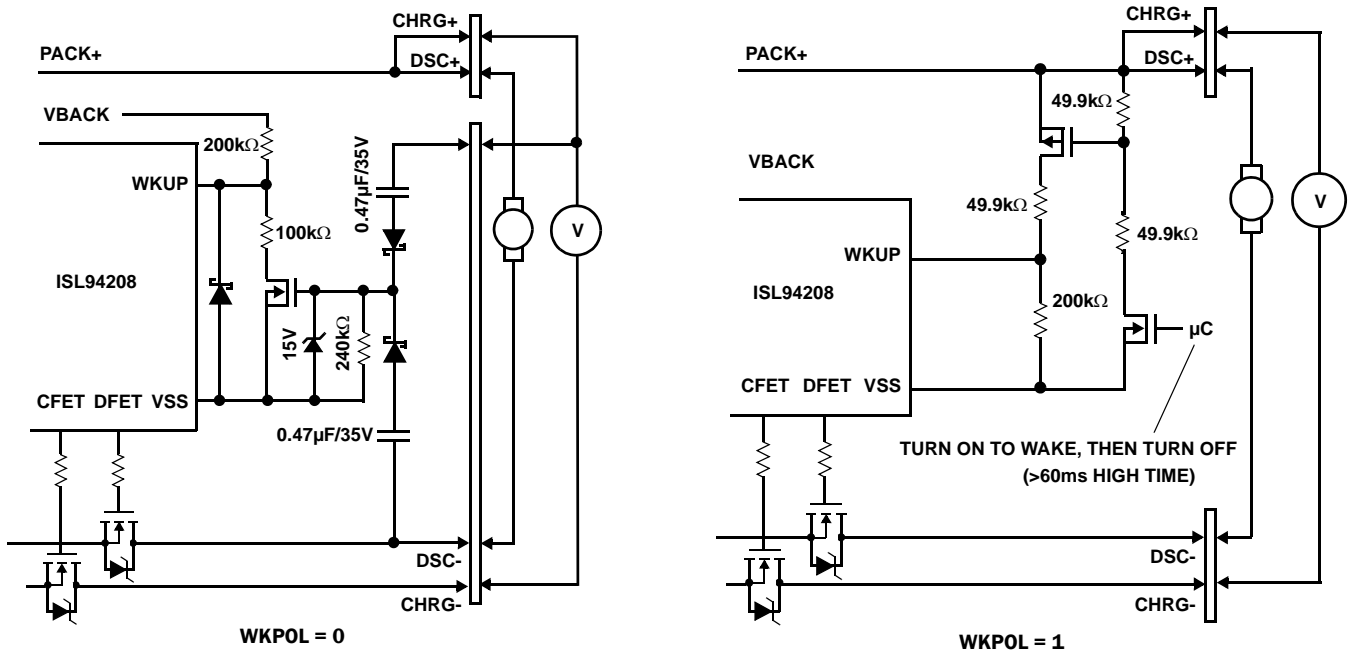 CHRG+
PACK+
DSC+
VBACK
200kΩ
WKUP
0.47µF/35V
100kΩ
V
ISL94208
15V
240kΩ
CFET DFET VSS
0.47µF/35V
DSC-
CHRG-
WKPOL = 0
CHRG+
PACK+
DSC+
49.9kΩ
VBACK
49.9kΩ
49.9kΩ
V
WKUP
ISL94208
200kΩ
µC
CFET DFET VSS
TURN ON TO WAKE, THEN TURN OFF
(>60ms HIGH TIME)
DSC-
CHRG-
WKPOL = 1